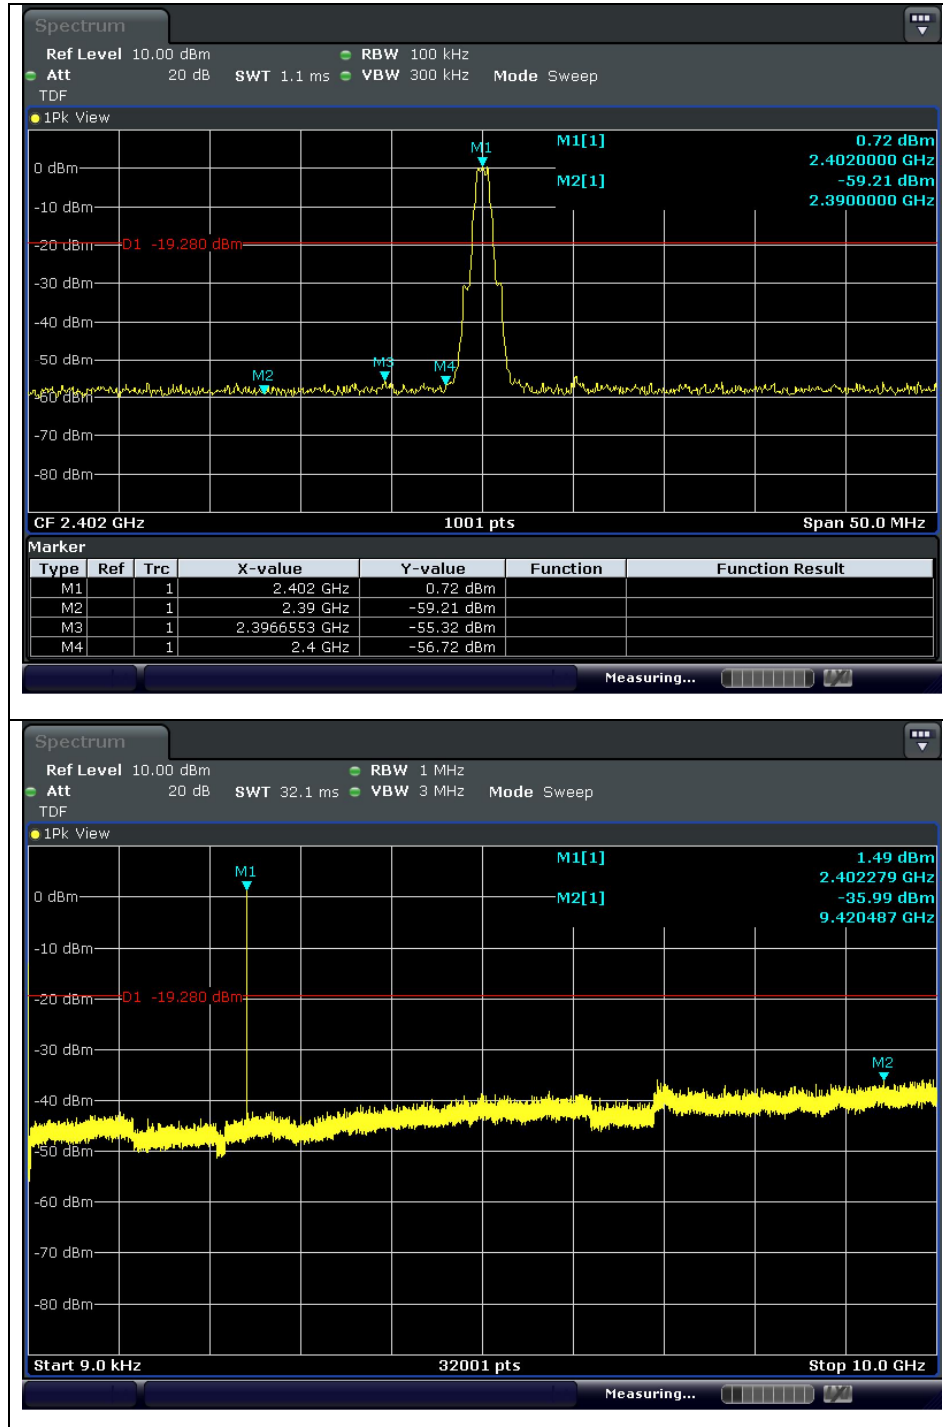 Spectrum
Ref Level 10.00 dBm RBW 100 kHz
Att 20 dB SWT 1.1 ms VBW 300 kHz Mode Sweep
TDF
1Pk View
M1[1] 0.72 dBm
2.4020000 GHz
M2[1] -59.21 dBm
2.3900000 GHz
M1
0 dBm
-10 dBm
-20 dBm
D1 -19.280 dBm
-30 dBm
-40 dBm
-50 dBm
M2
M3
M4
-60 dBm
-70 dBm
-80 dBm
CF 2.402 GHz 1001 pts Span 50.0 MHz
Marker
Type Ref Trc X-value Y-value Function Function Result
M1 1 2.402 GHz 0.72 dBm
M2 1 2.39 GHz -59.21 dBm
M3 1 2.3966553 GHz -55.32 dBm
M4 1 2.4 GHz -56.72 dBm
Measuring...
Spectrum
Ref Level 10.00 dBm RBW 1 MHz
Att 20 dB SWT 32.1 ms VBW 3 MHz Mode Sweep
TDF
1Pk View
M1[1] 1.49 dBm
2.402279 GHz
M2[1] -35.99 dBm
9.420487 GHz
M1
0 dBm
-10 dBm
-20 dBm
D1 -19.280 dBm
-30 dBm
M2
-40 dBm
-50 dBm
-60 dBm
-70 dBm
-80 dBm
Start 9.0 kHz 32001 pts Stop 10.0 GHz
Measuring...